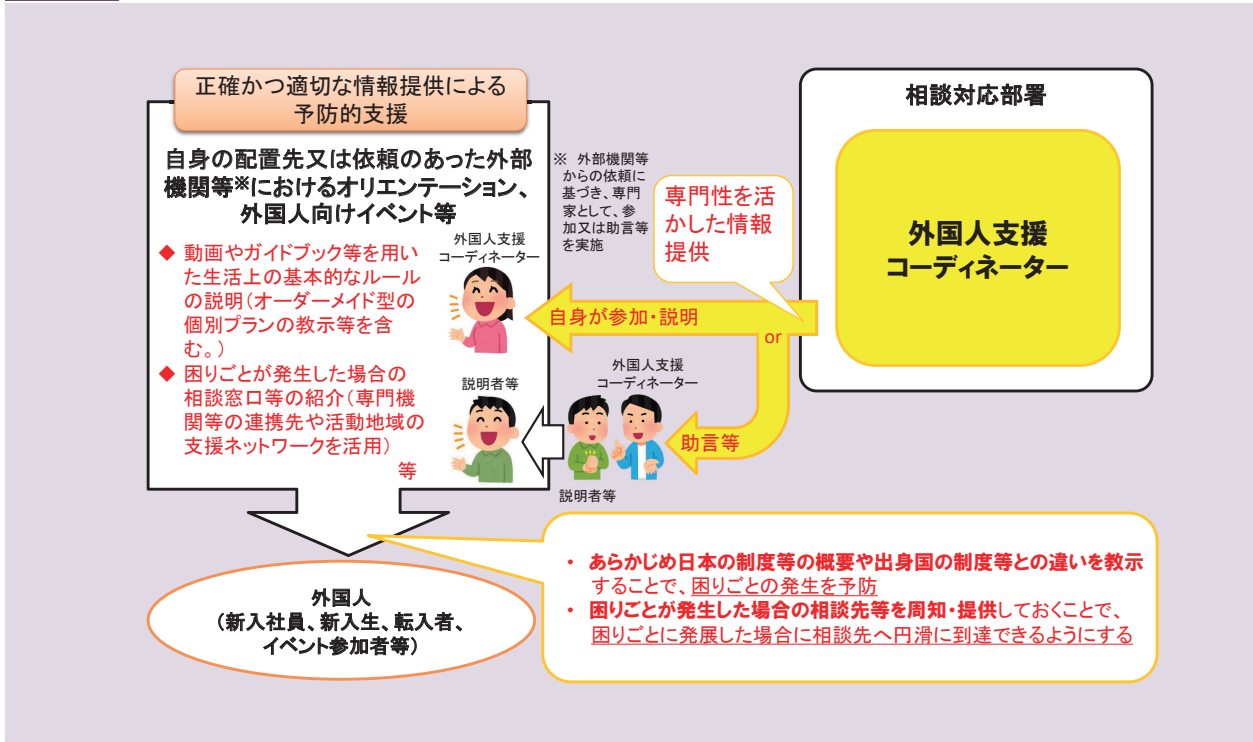 正確かつ適切な情報提供による
予防的支援
自身の配置先又は依頼のあった外部
機関等※におけるオリエンテーション、
外国人向けイベント等
◆ 動画やガイドブック等を用い
た生活上の基本的なルール
の説明(オーダーメイド型の
個別プランの教示等を含
む。)
◆ 困りごとが発生した場合の
相談窓口等の紹介(専門機
関等の連携先や活動地域の
支援ネットワークを活用)
等
外国人支援
コーディネーター
説明者等
※ 外部機関等
からの依頼に
基づき、専門
家として、参
加又は助言等
を実施
専門性を活
かした情報
提供
自身が参加・説明
or
外国人支援
コーディネーター
助言等
説明者等
相談対応部署
外国人支援
コーディネーター
外国人
(新入社員、新入生、転入者、
イベント参加者等)
・ あらかじめ日本の制度等の概要や出身国の制度等との違いを教示
することで、困りごとの発生を予防
・ 困りごとが発生した場合の相談先等を周知・提供しておくことで、
困りごとに発展した場合に相談先へ円滑に到達できるようにする